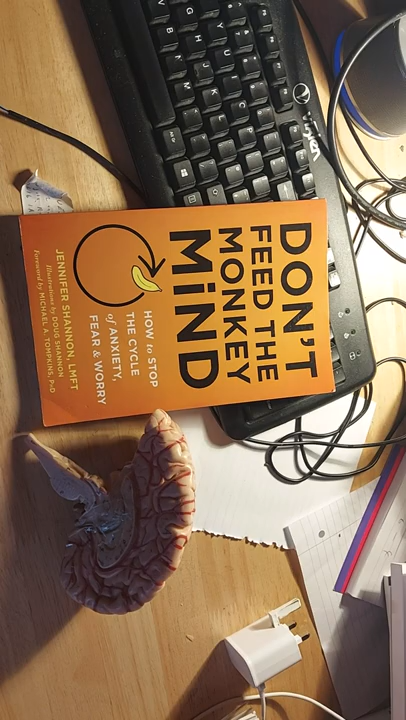 DON'T
FEED THE
MONKEY
MiND
HOW to STOP
THE CYCLE
of ANXIETY,
FEAR & WORRY
JENNIFER SHANNON, LMFT
Illustrations by DOUG SHANNON
Foreword by MICHAEL A. TOMPKINS, PhD